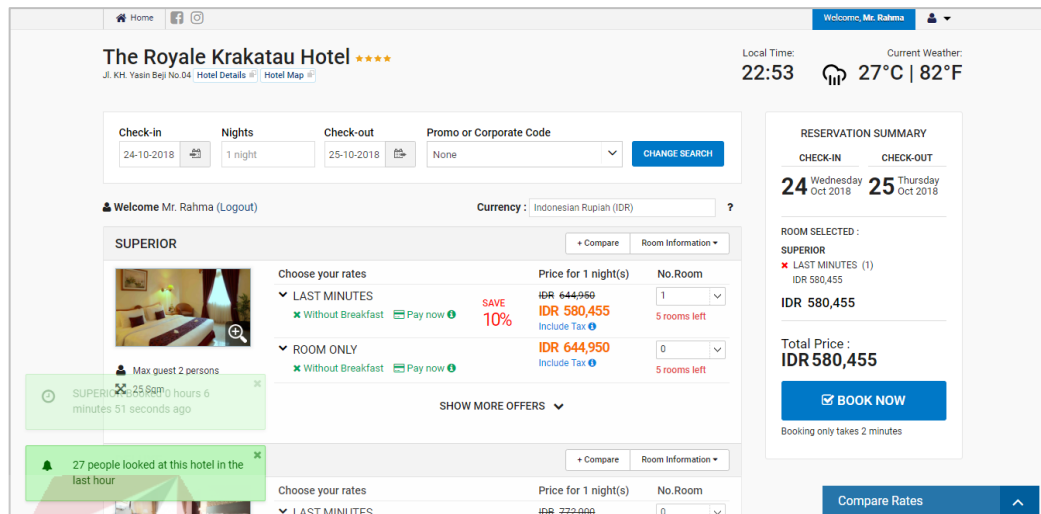 Home
Welcome, Mr. Rahma
The Royale Krakatau Hotel
Jl. KH. Yasin Beji No.04 Hotel Details Hotel Map
Local Time:
22:53
Current Weather:
27°C | 82°F
Check-in Nights Check-out Promo or Corporate Code
24-10-2018 1 night 25-10-2018 None CHANGE SEARCH
Welcome Mr. Rahma (Logout) Currency : Indonesian Rupiah (IDR) ?
SUPERIOR + Compare Room Information
Choose your rates Price for 1 night(s) No.Room
LAST MINUTES SAVE IDR 644,950 1
Without Breakfast Pay now 10% IDR 580,455 5 rooms left
Include Tax
ROOM ONLY IDR 644,950 0
Without Breakfast Pay now Include Tax 5 rooms left
Max guest 2 persons
25 Sqm
SHOW MORE OFFERS
SUPERIOR Booked 0 hours 6
minutes 51 seconds ago
27 people looked at this hotel in the
last hour
+ Compare Room Information
Choose your rates Price for 1 night(s) No.Room
LAST MINUTES IDR 772,000 0
RESERVATION SUMMARY
CHECK-IN CHECK-OUT
24 Wednesday Oct 2018 25 Thursday Oct 2018
ROOM SELECTED :
SUPERIOR
LAST MINUTES (1)
IDR 580,455
IDR 580,455
Total Price :
IDR 580,455
BOOK NOW
Booking only takes 2 minutes
Compare Rates